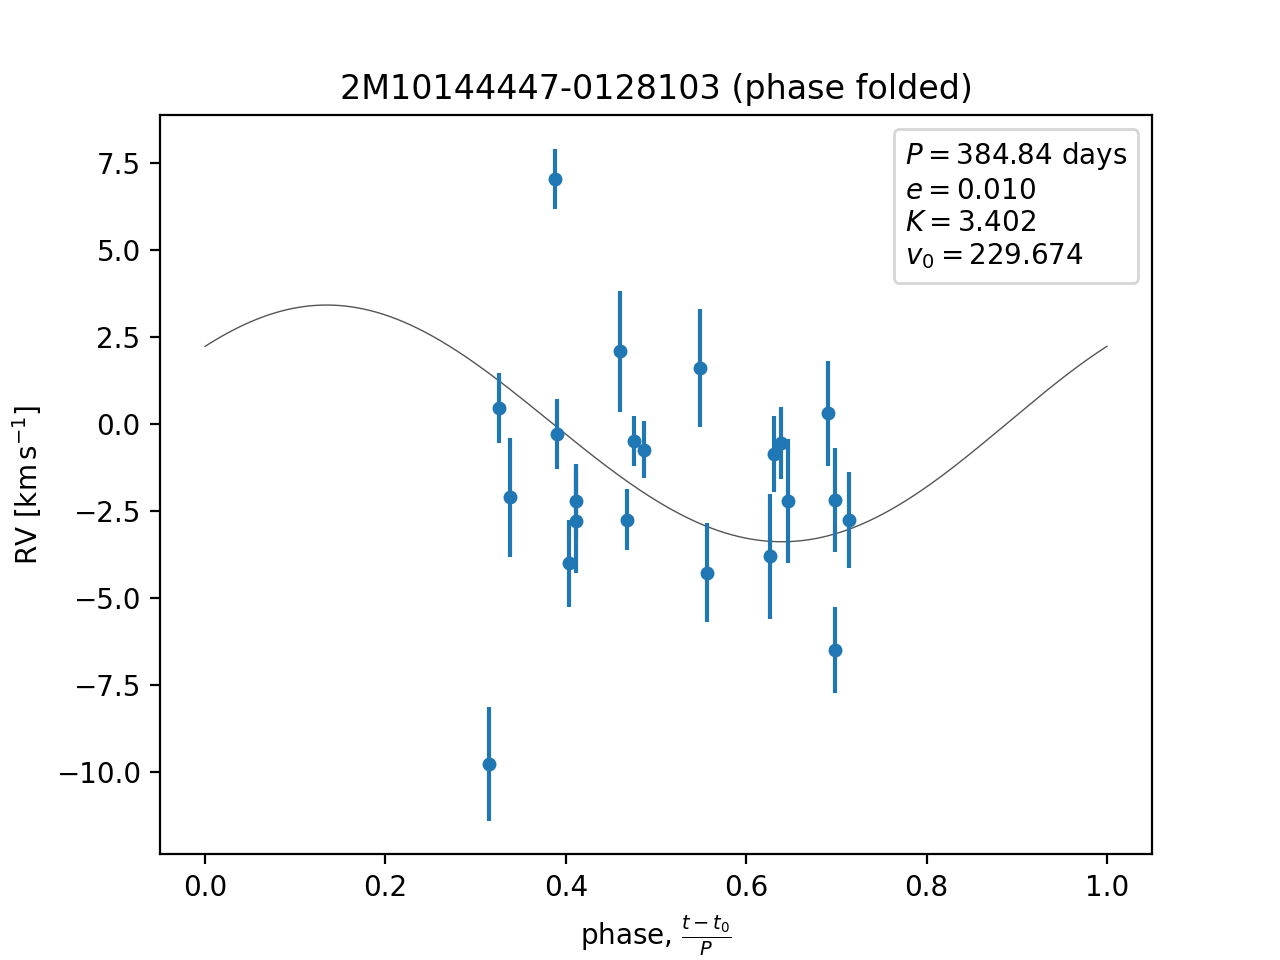 2M10144447-0128103 (phase folded)
P = 384.84 days
e = 0.010
K = 3.402
v₀ = 229.674
RV [km s⁻¹]
7.5
5.0
2.5
0.0
−2.5
−5.0
−7.5
−10.0
0.0 0.2 0.4 0.6 0.8 1.0
phase, (t − t₀)/P